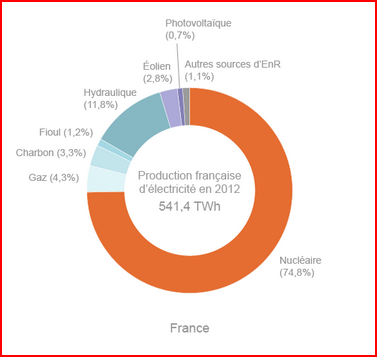 Photovoltaïque
(0,7%)
Éolien
(2,8%)
Autres sources d'EnR
(1,1%)
Hydraulique
(11,8%)
Fioul (1,2%)
Charbon (3,3%)
Gaz (4,3%)
Production française
d'électricité en 2012
541,4 TWh
Nucléaire
(74,8%)
France